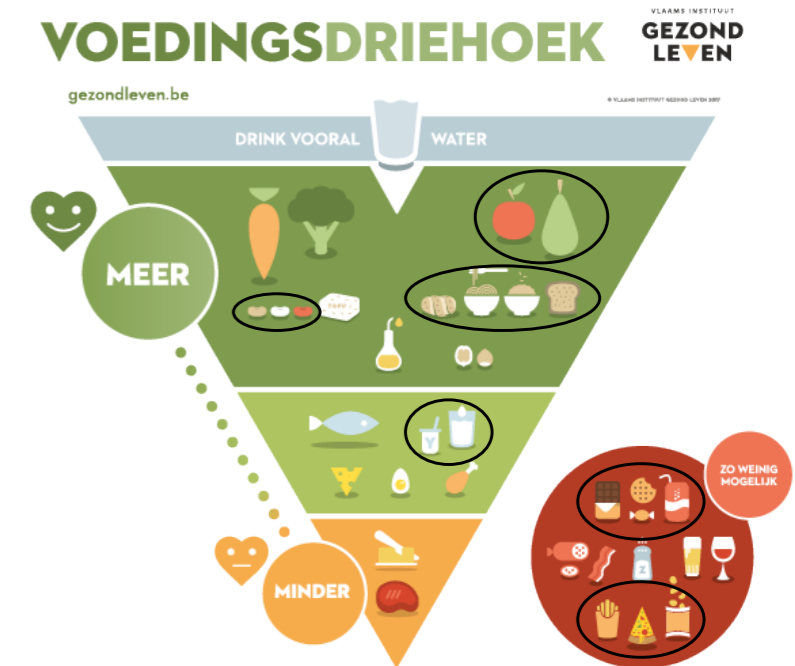 VLAAMS INSTITUUT
GEZOND
LEVEN
VOEDINGSDRIEHOEK
gezondleven.be
© VLAAMS INSTITUUT GEZOND LEVEN 2017
DRINK VOORAL WATER
MEER
TOFU
Y
ZO WEINIG
MOGELIJK
Z
MINDER